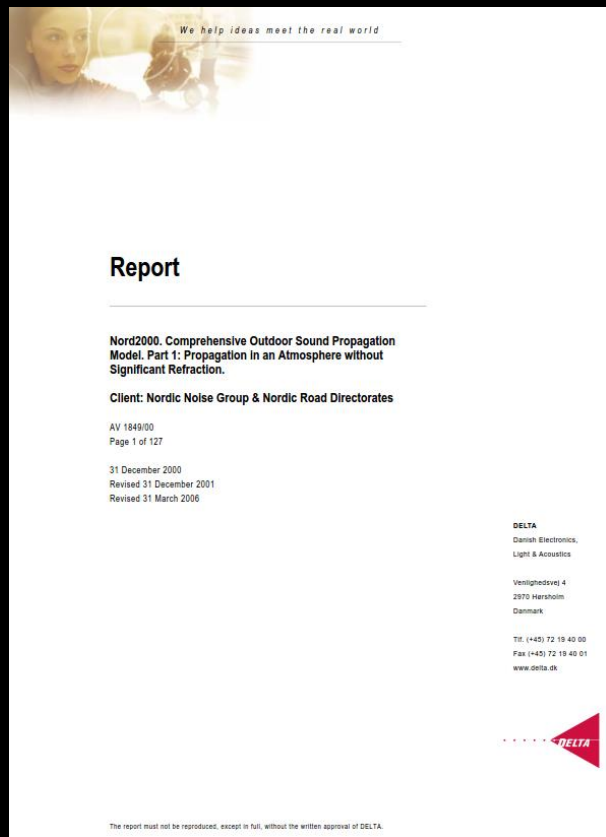 We help ideas meet the real world
Report
Nord2000. Comprehensive Outdoor Sound Propagation
Model. Part 1: Propagation in an Atmosphere without
Significant Refraction.
Client: Nordic Noise Group & Nordic Road Directorates
AV 1849/00
Page 1 of 127
31 December 2000
Revised 31 December 2001
Revised 31 March 2006
DELTA
Danish Electronics,
Light & Acoustics
Venlighedsvej 4
2970 Hørsholm
Danmark
Tlf. (+45) 72 19 40 00
Fax (+45) 72 19 40 01
www.delta.dk
DELTA
The report must not be reproduced, except in full, without the written approval of DELTA.